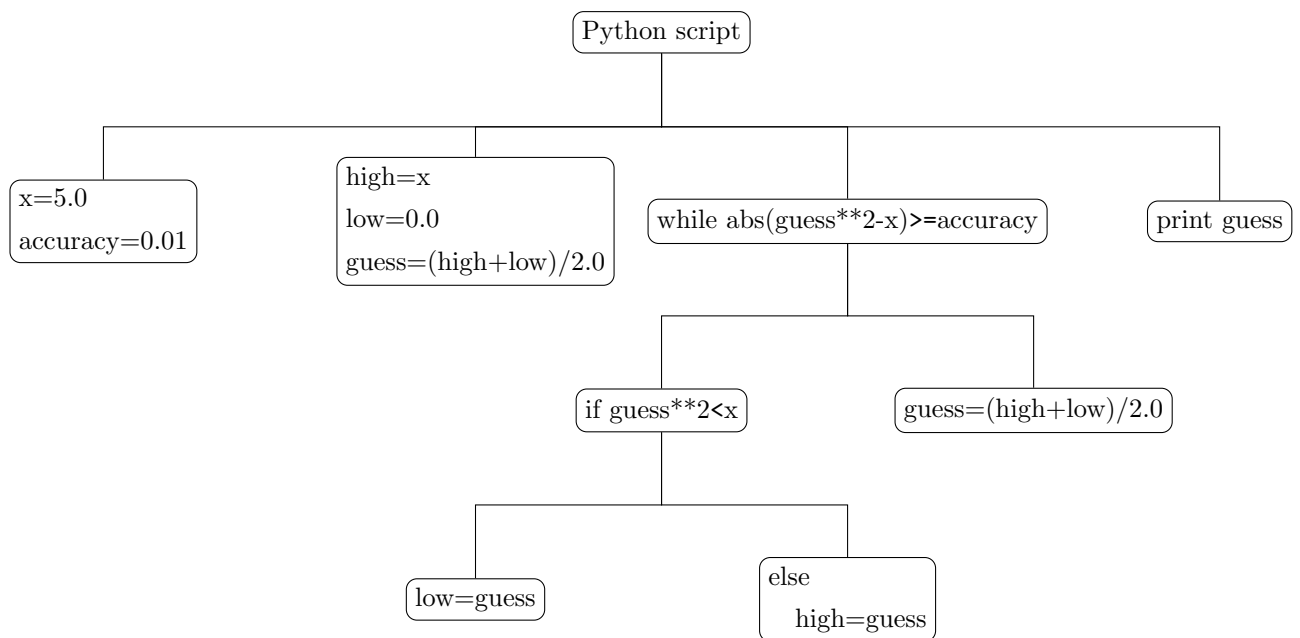 Python script
x=5.0
accuracy=0.01
high=x
low=0.0
guess=(high+low)/2.0
while abs(guess**2-x)>=accuracy
print guess
if guess**2<x
guess=(high+low)/2.0
low=guess
else
high=guess